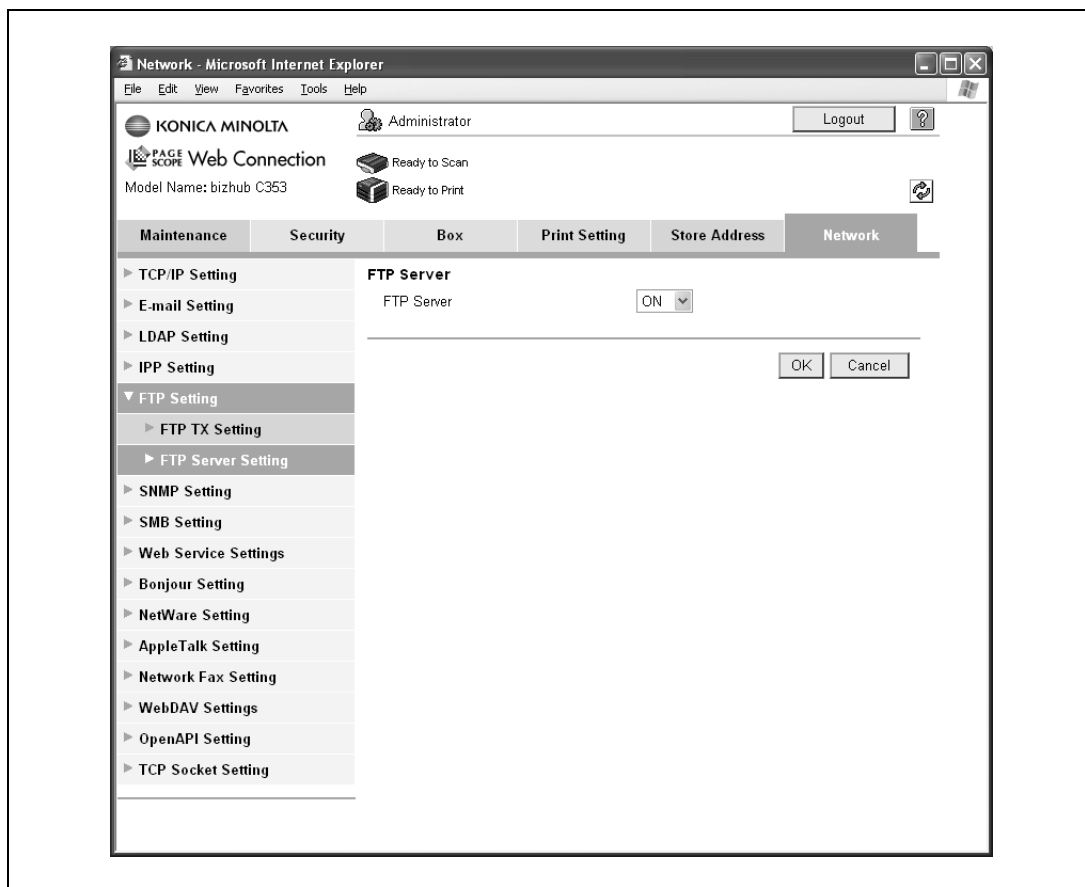 Network - Microsoft Internet Explorer
File Edit View Favorites Tools Help
KONICA MINOLTA
Administrator
Logout
?
PAGE SCOPE Web Connection
Ready to Scan
Model Name: bizhub C353
Ready to Print
Maintenance Security Box Print Setting Store Address Network
TCP/IP Setting
E-mail Setting
LDAP Setting
IPP Setting
FTP Setting
FTP TX Setting
FTP Server Setting
SNMP Setting
SMB Setting
Web Service Settings
Bonjour Setting
NetWare Setting
AppleTalk Setting
Network Fax Setting
WebDAV Settings
OpenAPI Setting
TCP Socket Setting
FTP Server
FTP Server ON
OK Cancel